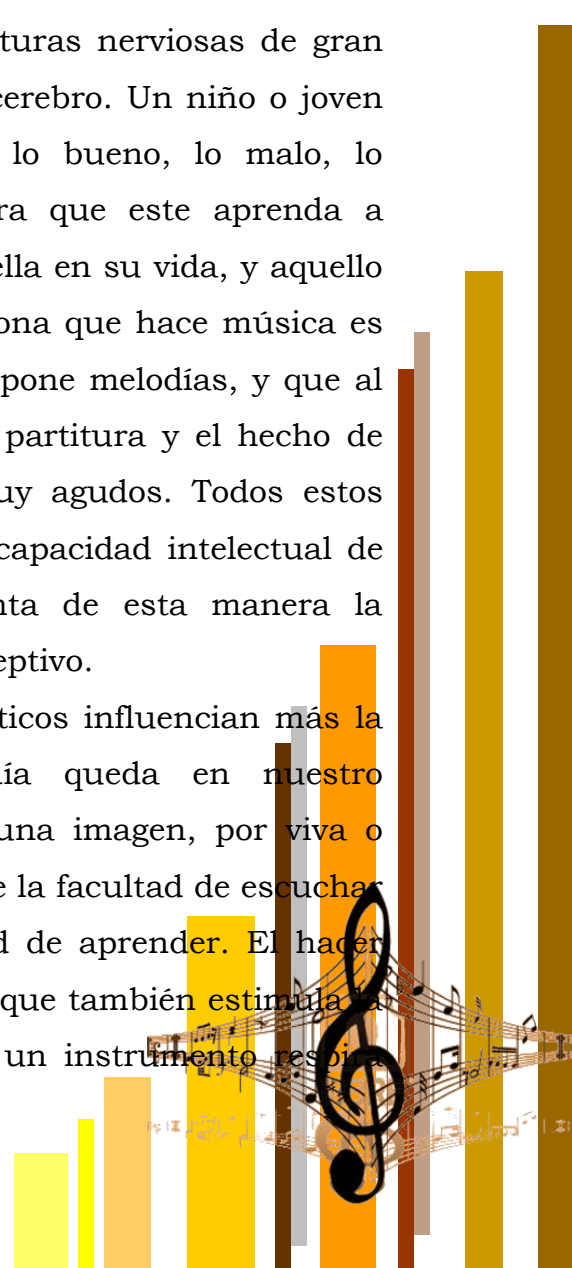 turas nerviosas de gran
cerebro. Un niño o joven
lo bueno, lo malo, lo
ra que este aprenda a
ella en su vida, y aquello
ona que hace música es
pone melodías, y que al
partitura y el hecho de
uy agudos. Todos estos
capacidad intelectual de
nta de esta manera la
eptivo.
ticos influencian más la
ía queda en nuestro
una imagen, por viva o
e la facultad de escuchar
d de aprender. El hacer
que también estimula la
un instrumento respira